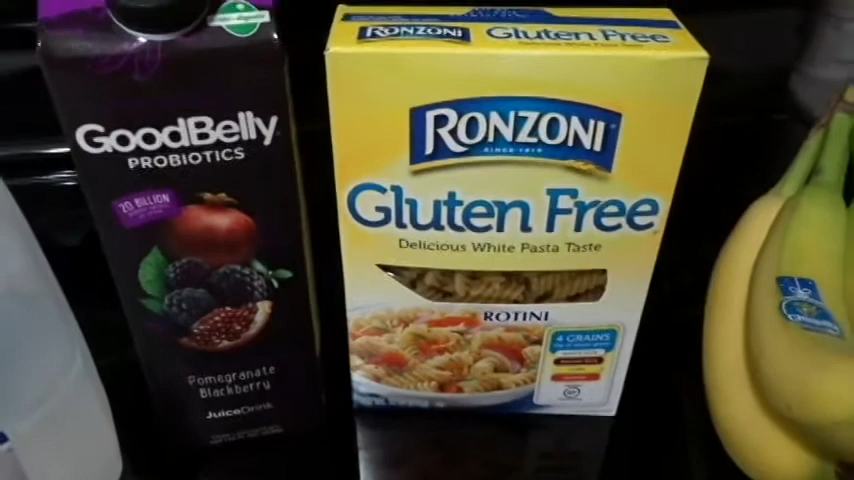 GoodBelly
PROBIOTICS
20 BILLION
Pomegranate
Blackberry
JuiceDrink
RONZONI
Gluten Free
RONZONI
SINCE 1915
Gluten Free
Delicious White Pasta Taste
ROTINI
4 GRAINS
Chiquita